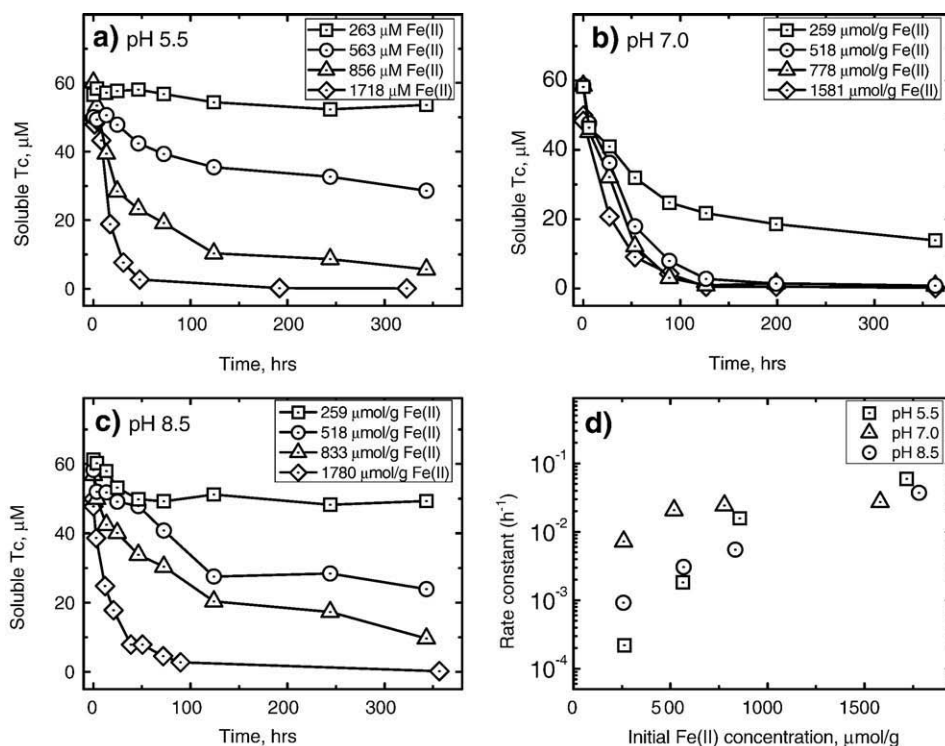 a) pH 5.5
263 μM Fe(II)
563 μM Fe(II)
856 μM Fe(II)
1718 μM Fe(II)
60
40
20
0
Soluble Tc, μM
0 100 200 300
Time, hrs
b) pH 7.0
259 μmol/g Fe(II)
518 μmol/g Fe(II)
778 μmol/g Fe(II)
1581 μmol/g Fe(II)
60
40
20
0
Soluble Tc, μM
0 100 200 300
Time, hrs
c) pH 8.5
259 μmol/g Fe(II)
518 μmol/g Fe(II)
833 μmol/g Fe(II)
1780 μmol/g Fe(II)
60
40
20
0
Soluble Tc, μM
0 100 200 300
Time, hrs
d)
pH 5.5
pH 7.0
pH 8.5
10⁻¹
10⁻²
10⁻³
10⁻⁴
Rate constant (h⁻¹)
0 500 1000 1500
Initial Fe(II) concentration, μmol/g